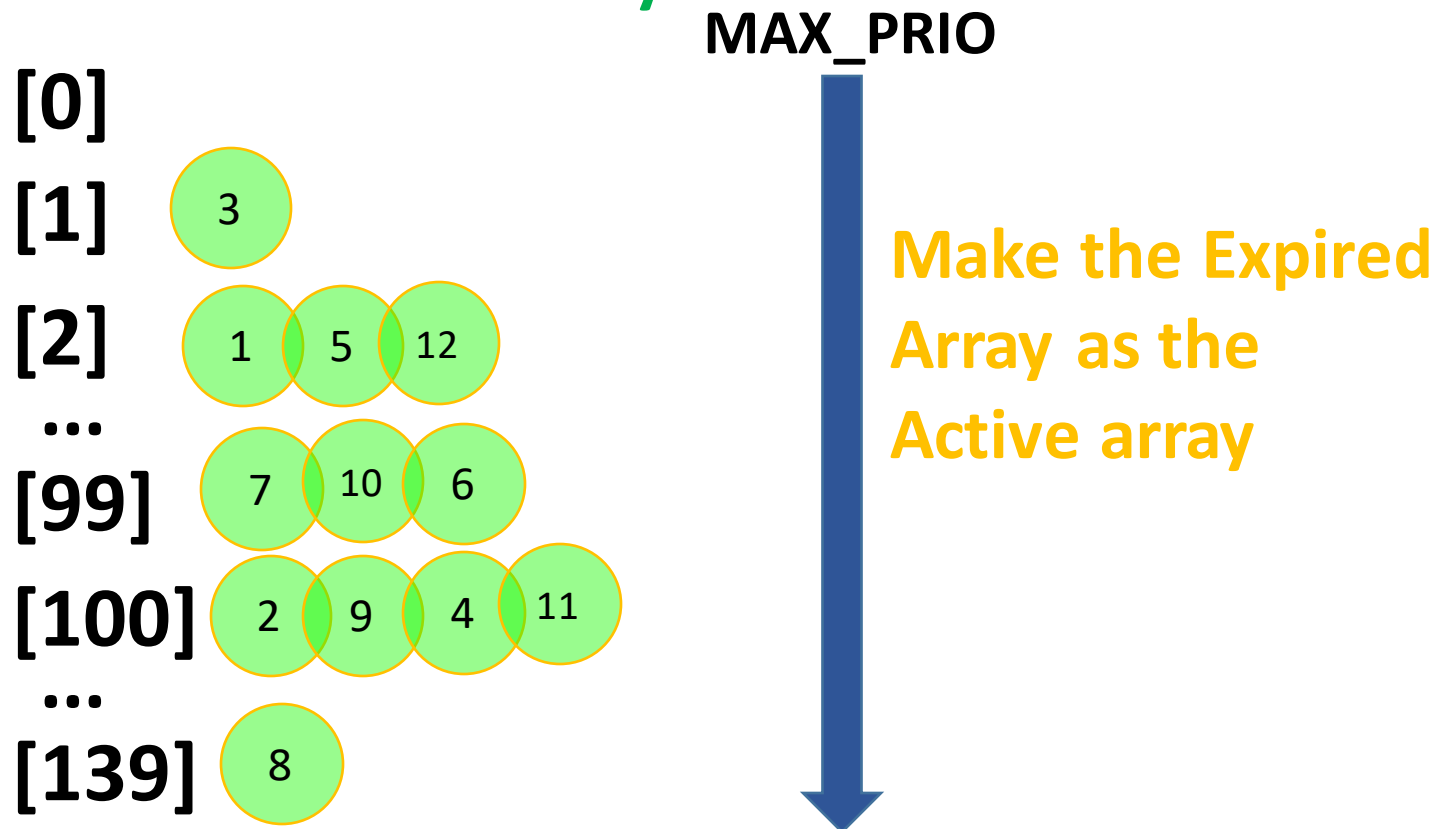 MAX_PRIO
[0]
[1] 3
[2] 1 5 12
...
[99] 7 10 6
[100] 2 9 4 11
...
[139] 8
Make the Expired
Array as the
Active array